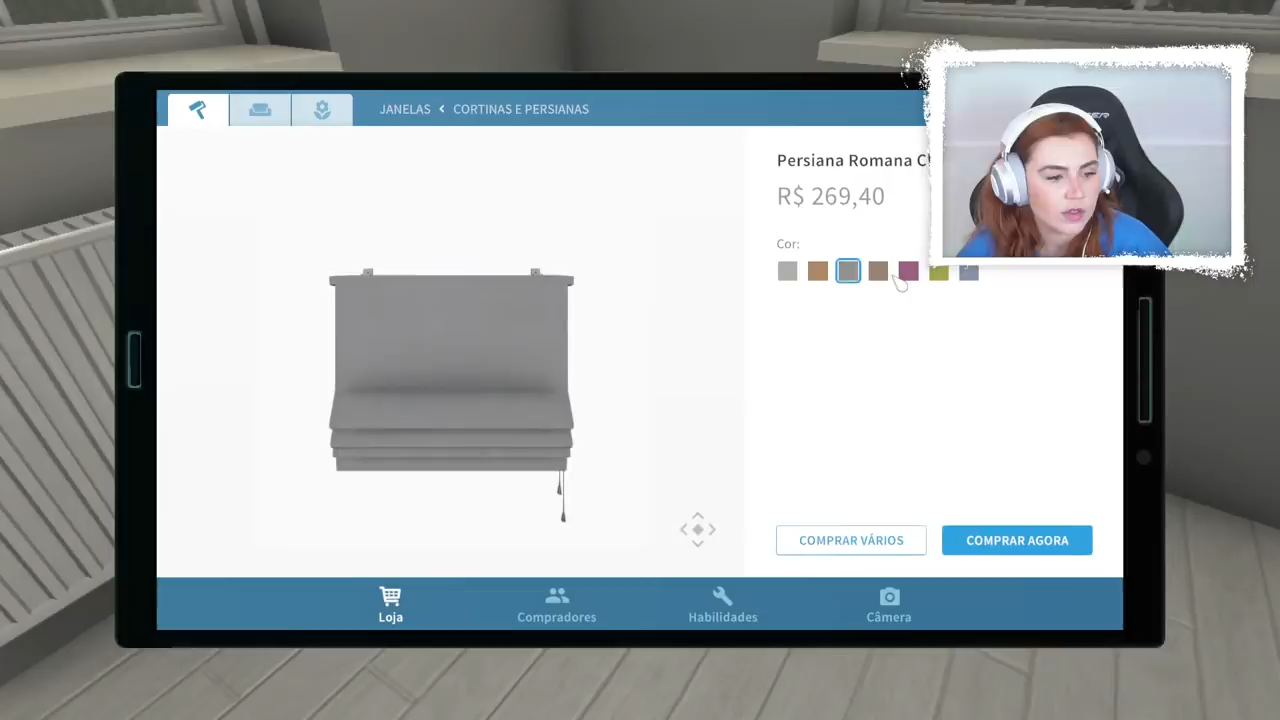 JANELAS < CORTINAS E PERSIANAS
Persiana Romana
R$ 269,40
Cor:
COMPRAR VÁRIOS
COMPRAR AGORA
Loja
Compradores
Habilidades
Câmera